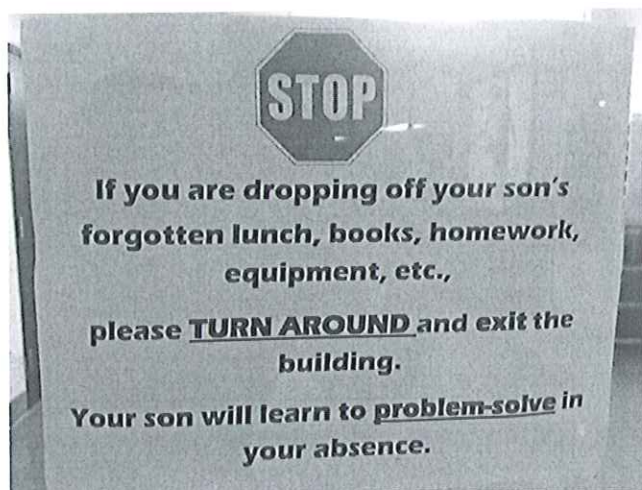 STOP
If you are dropping off your son's
forgotten lunch, books, homework,
equipment, etc.,
please TURN AROUND and exit the
building.
Your son will learn to problem-solve in
your absence.